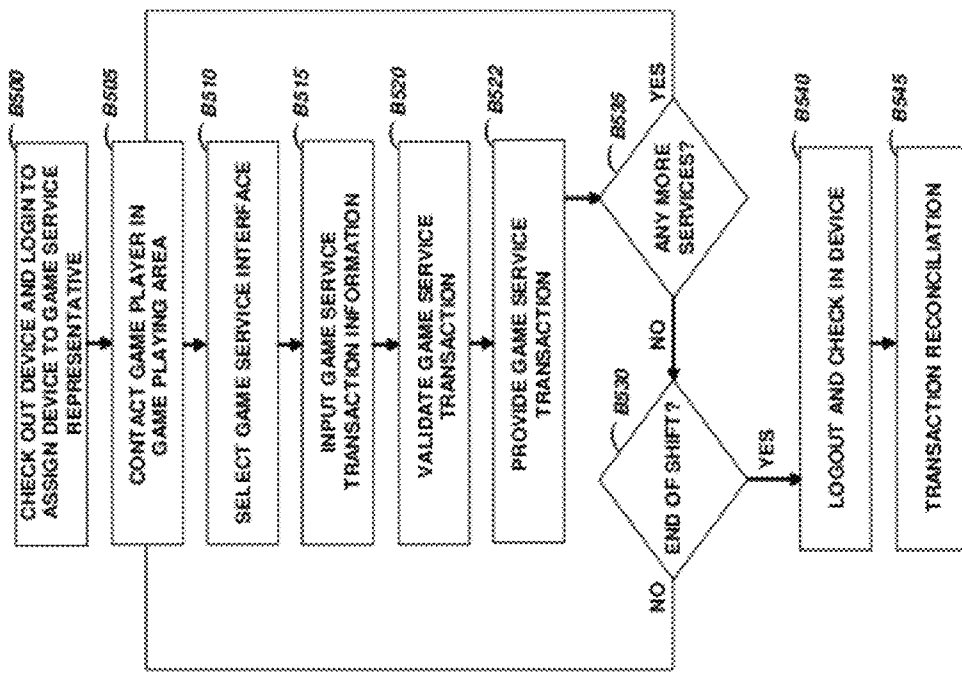 B500
CHECK OUT DEVICE AND LOGIN TO
ASSIGN DEVICE TO GAME SERVICE
REPRESENTATIVE
B505
CONTACT GAME PLAYER IN
GAME PLAYING AREA
B510
SELECT GAME SERVICE INTERFACE
B515
INPUT GAME SERVICE
TRANSACTION INFORMATION
B520
VALIDATE GAME SERVICE
TRANSACTION
B522
PROVIDE GAME SERVICE
TRANSACTION
B535
ANY MORE
SERVICES?
YES
NO
B530
END OF SHIFT?
NO
YES
B540
LOGOUT AND CHECK IN DEVICE
B545
TRANSACTION RECONCILIATION